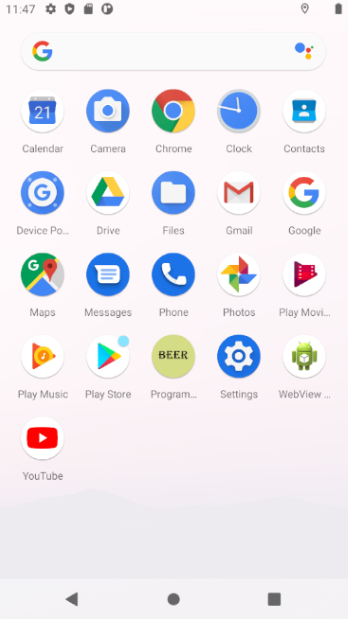 11:47
Calendar
Camera
Chrome
Clock
Contacts
Device Po...
Drive
Files
Gmail
Google
Maps
Messages
Phone
Photos
Play Movi...
Play Music
Play Store
BEER
Program...
Settings
WebView ...
YouTube